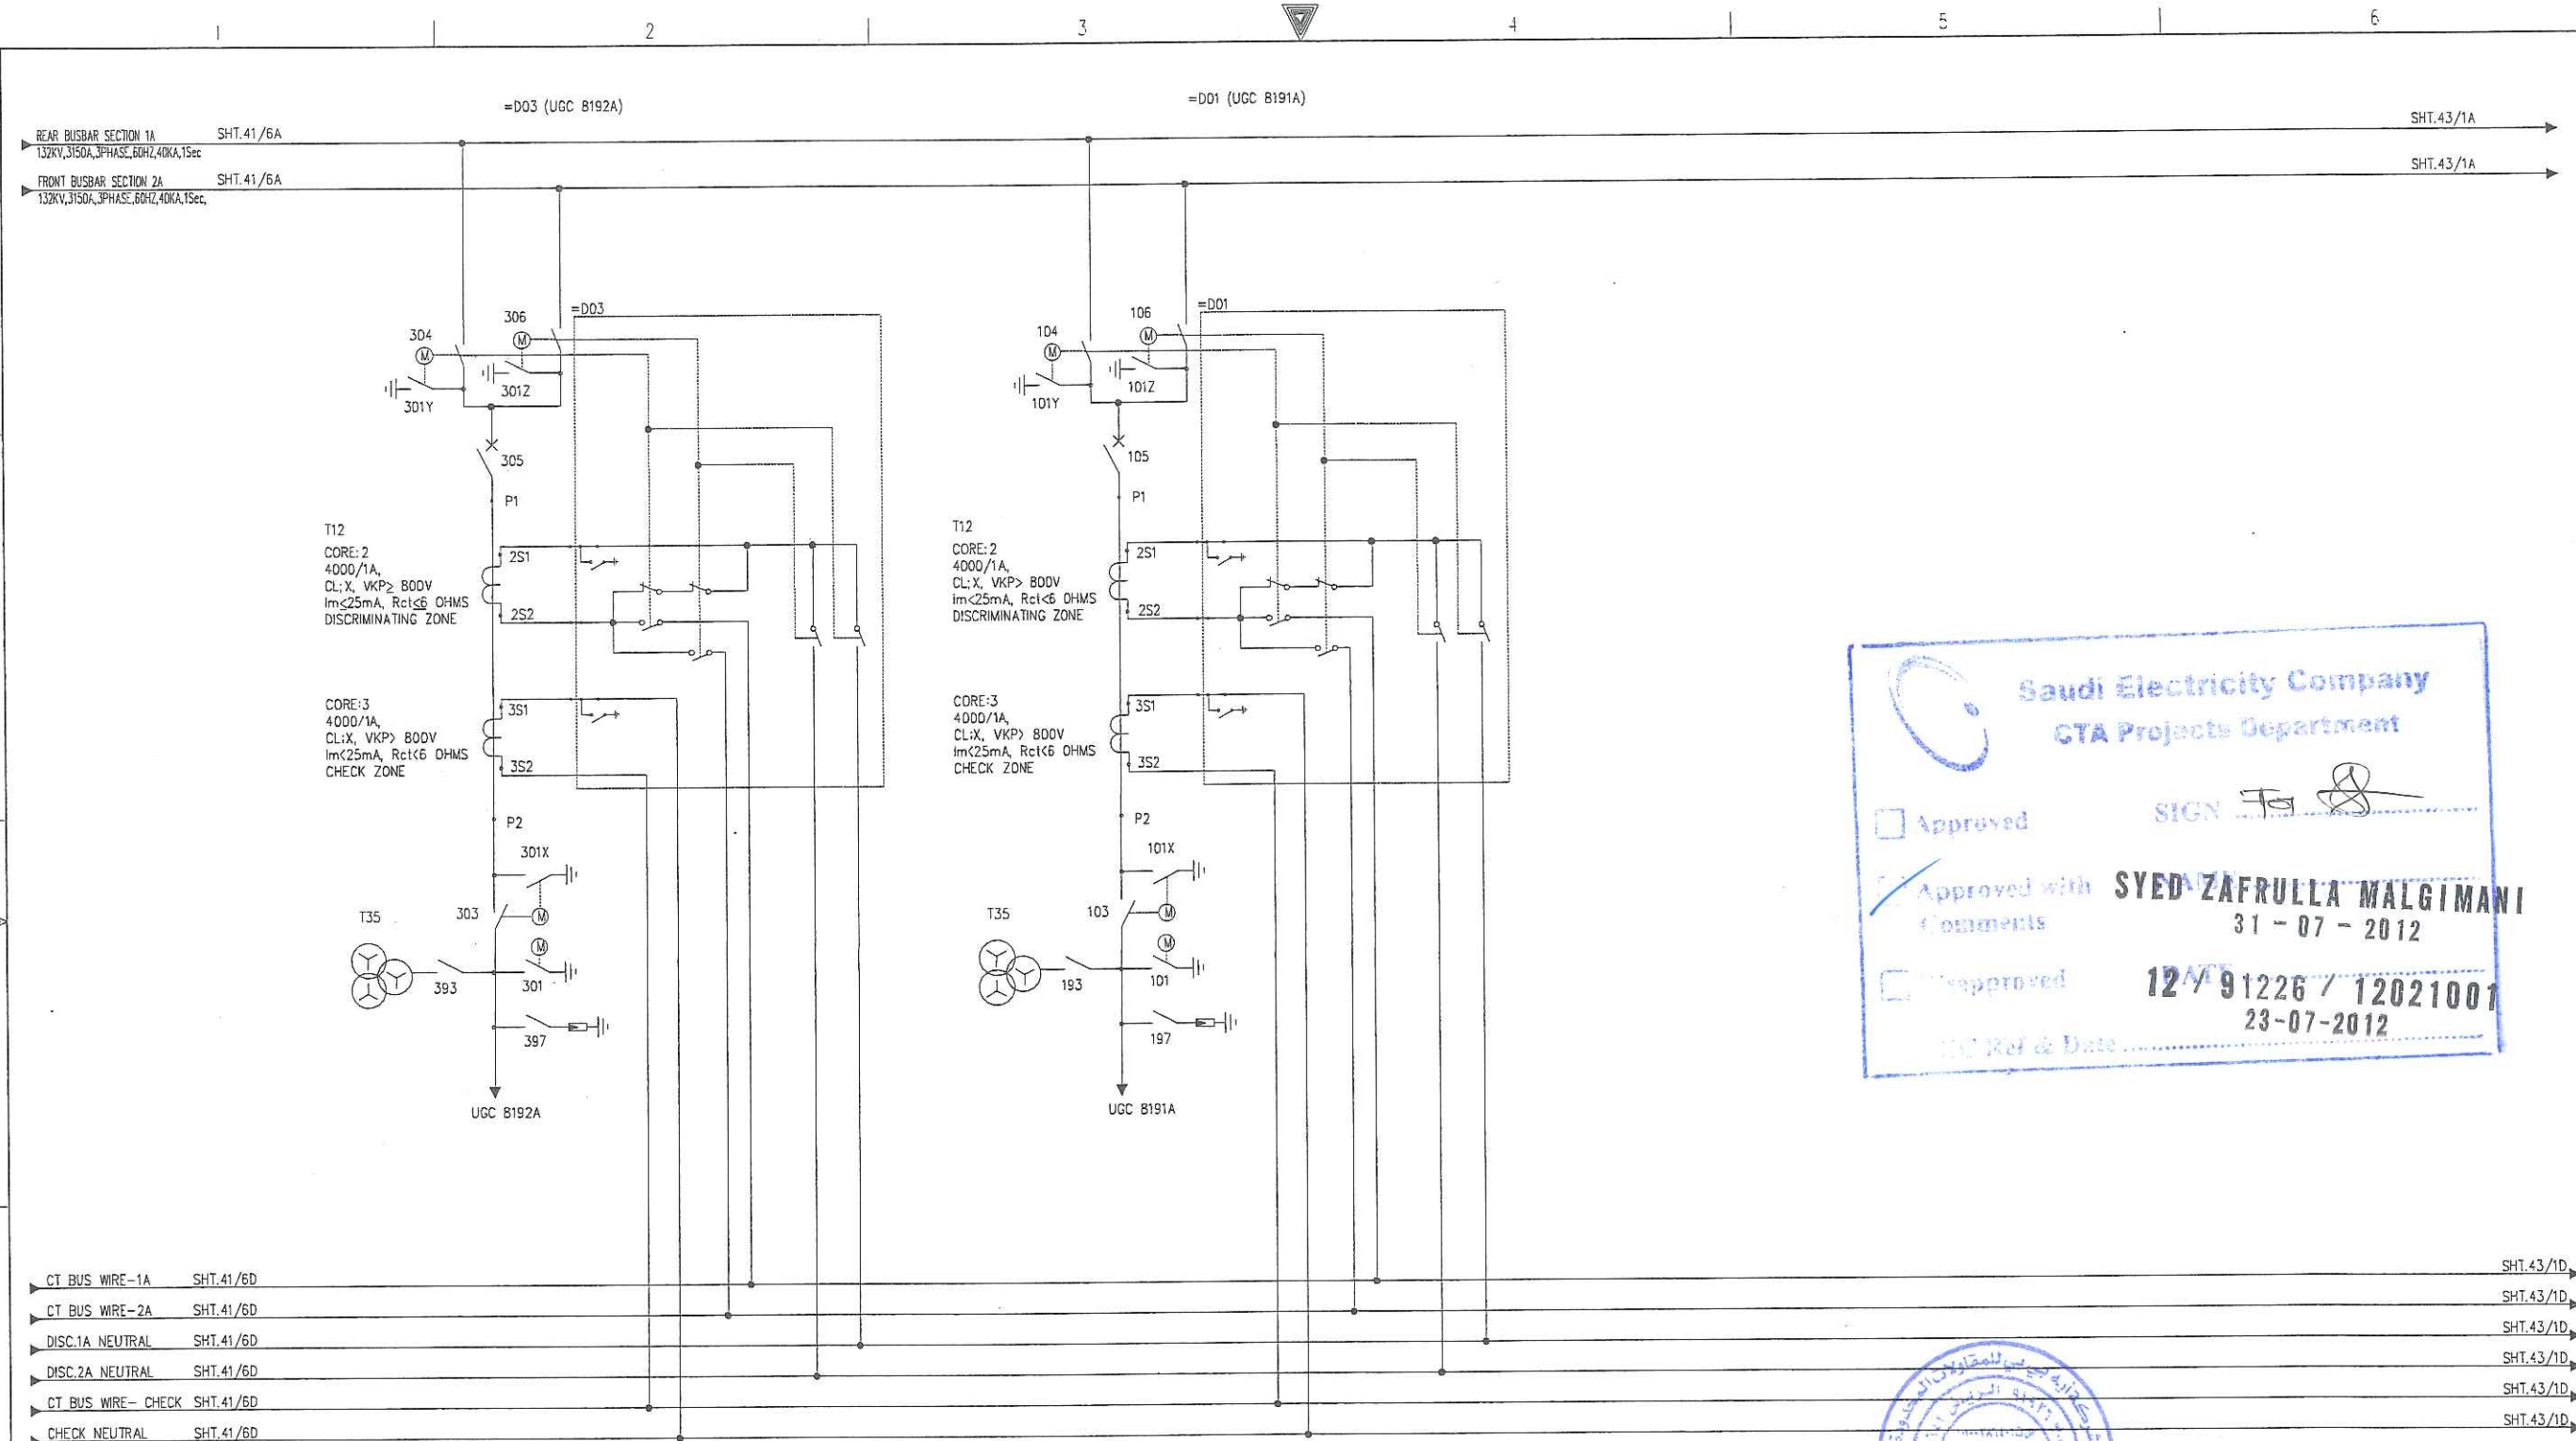 1 2 3 4 5 6
=D03 (UGC 8192A)
=D01 (UGC 8191A)
REAR BUSBAR SECTION 1A SHT.41/6A
132KV,3150A,3PHASE,60HZ,40KA,1Sec
SHT.43/1A
FRONT BUSBAR SECTION 2A SHT.41/6A
132KV,3150A,3PHASE,60HZ,40KA,1Sec,
SHT.43/1A
=D03
306
304
M
M
301Z
301Y
305
P1
T12
CORE:2
4000/1A,
CL:X, VKP≥ 800V
Im≤25mA, Rct≤6 OHMS
DISCRIMINATING ZONE
2S1
2S2
CORE:3
4000/1A,
CL:X, VKP> 800V
Im<25mA, Rct<6 OHMS
CHECK ZONE
3S1
3S2
P2
301X
T35
303
M
M
393
301
397
UGC 8192A
=D01
106
104
M
M
101Z
101Y
105
P1
T12
CORE:2
4000/1A,
CL:X, VKP> 800V
Im<25mA, Rct<6 OHMS
DISCRIMINATING ZONE
2S1
2S2
CORE:3
4000/1A,
CL:X, VKP> 800V
Im<25mA, Rct<6 OHMS
CHECK ZONE
3S1
3S2
P2
101X
T35
103
M
M
193
101
197
UGC 8191A
Saudi Electricity Company
CTA Projects Department
Approved
SIGN
Approved with
Comments
NAME
SYED ZAFRULLA MALGIMANI
31-07-2012
DATE
12/91226/12021001
23-07-2012
Ref & Date
CT BUS WIRE-1A SHT.41/6D SHT.43/1D
CT BUS WIRE-2A SHT.41/6D SHT.43/1D
DISC.1A NEUTRAL SHT.41/6D SHT.43/1D
DISC.2A NEUTRAL SHT.41/6D SHT.43/1D
CT BUS WIRE- CHECK SHT.41/6D SHT.43/1D
CHECK NEUTRAL SHT.41/6D SHT.43/1D